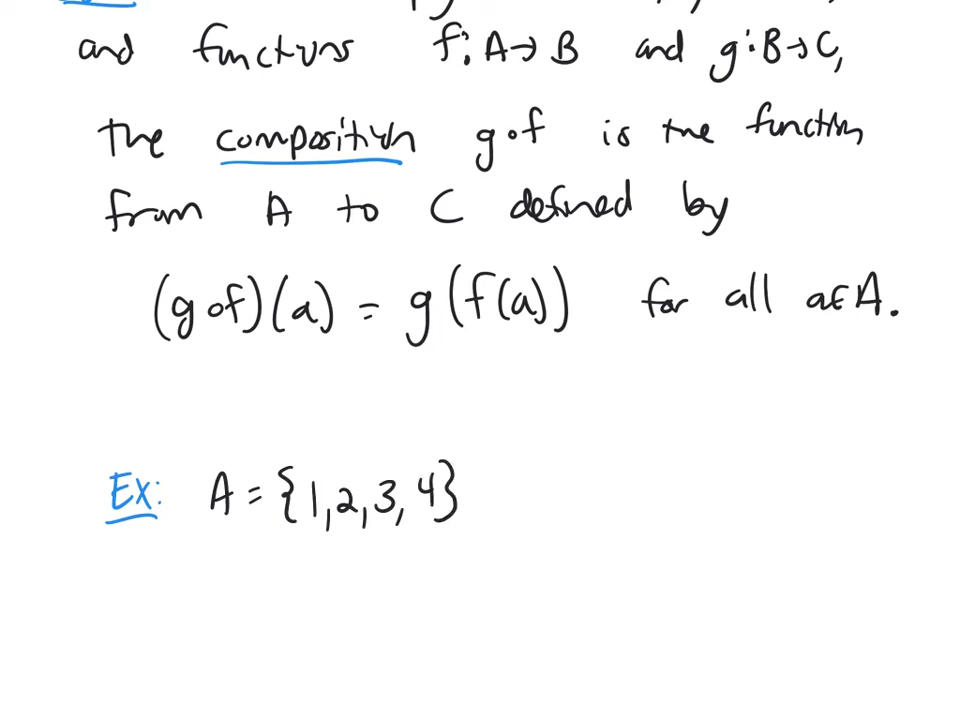 and functions f: A → B and g: B → C,
the composition g∘f is the function
from A to C defined by
(g∘f)(a) = g(f(a)) for all a∈A.
Ex: A = {1, 2, 3, 4}